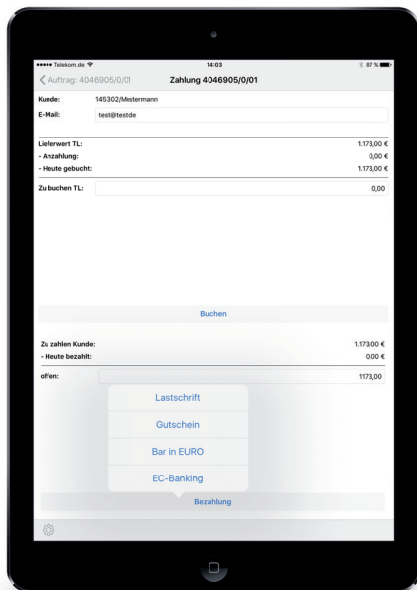 Telekom.de 14:03 87 %
Auftrag: 4046905/0/01 Zahlung 4046905/0/01
Kunde: 145302/Mustermann
E-Mail: test@testde
Lieferwert TL: 1.173,00 €
- Anzahlung: 0,00 €
- Heute gebucht: 1.173,00 €
Zu buchen TL: 0,00
Buchen
Zu zahlen Kunde: 1.173,00 €
- Heute bezahlt: 0,00 €
offen: 1173,00
Lastschrift
Gutschein
Bar in EURO
EC-Banking
Bezahlung